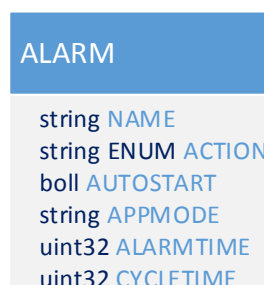 ALARM
string NAME
string ENUM ACTION
boll AUTOSTART
string APPMODE
uint32 ALARMTIME
uint32 CYCLETIME